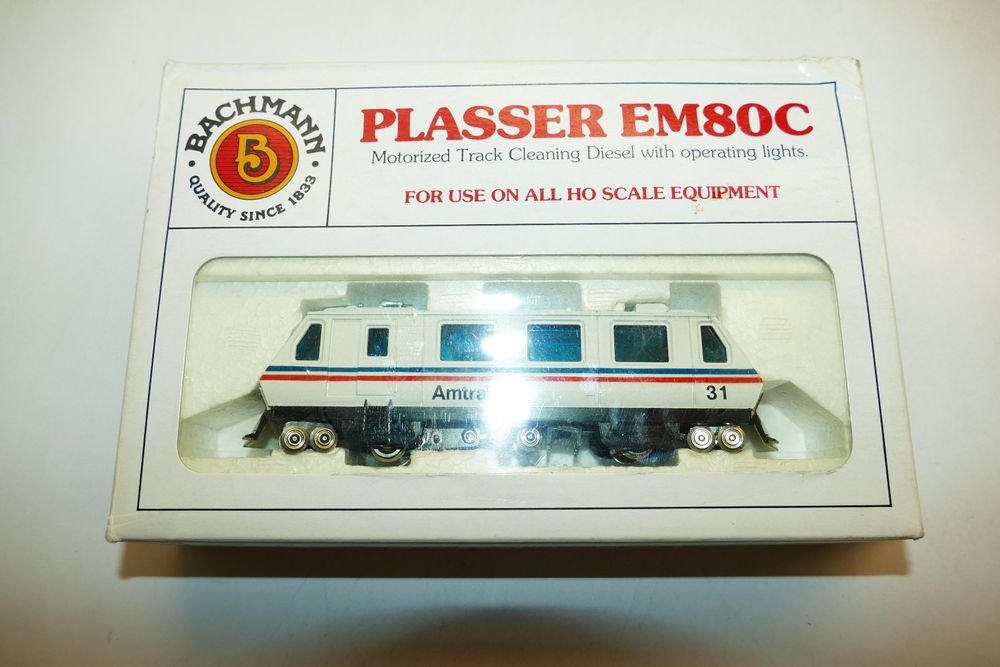 BACHMANN
B
QUALITY SINCE 1833
PLASSER EM80C
Motorized Track Cleaning Diesel with operating lights.
FOR USE ON ALL HO SCALE EQUIPMENT
Amtra
31